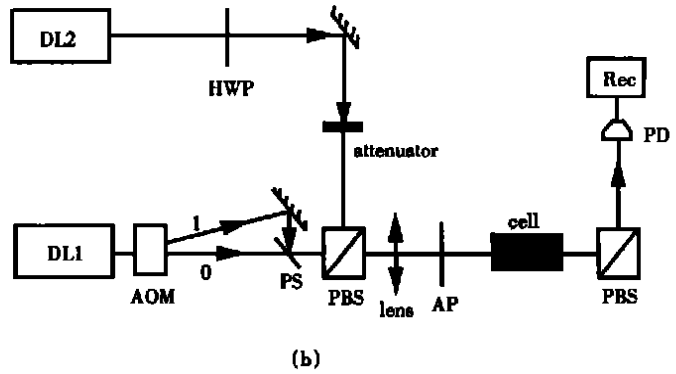 DL2
HWP
Rec
PD
attenuator
1
cell
DL1
0
AOM
PS
PBS
lens
AP
PBS
(b)